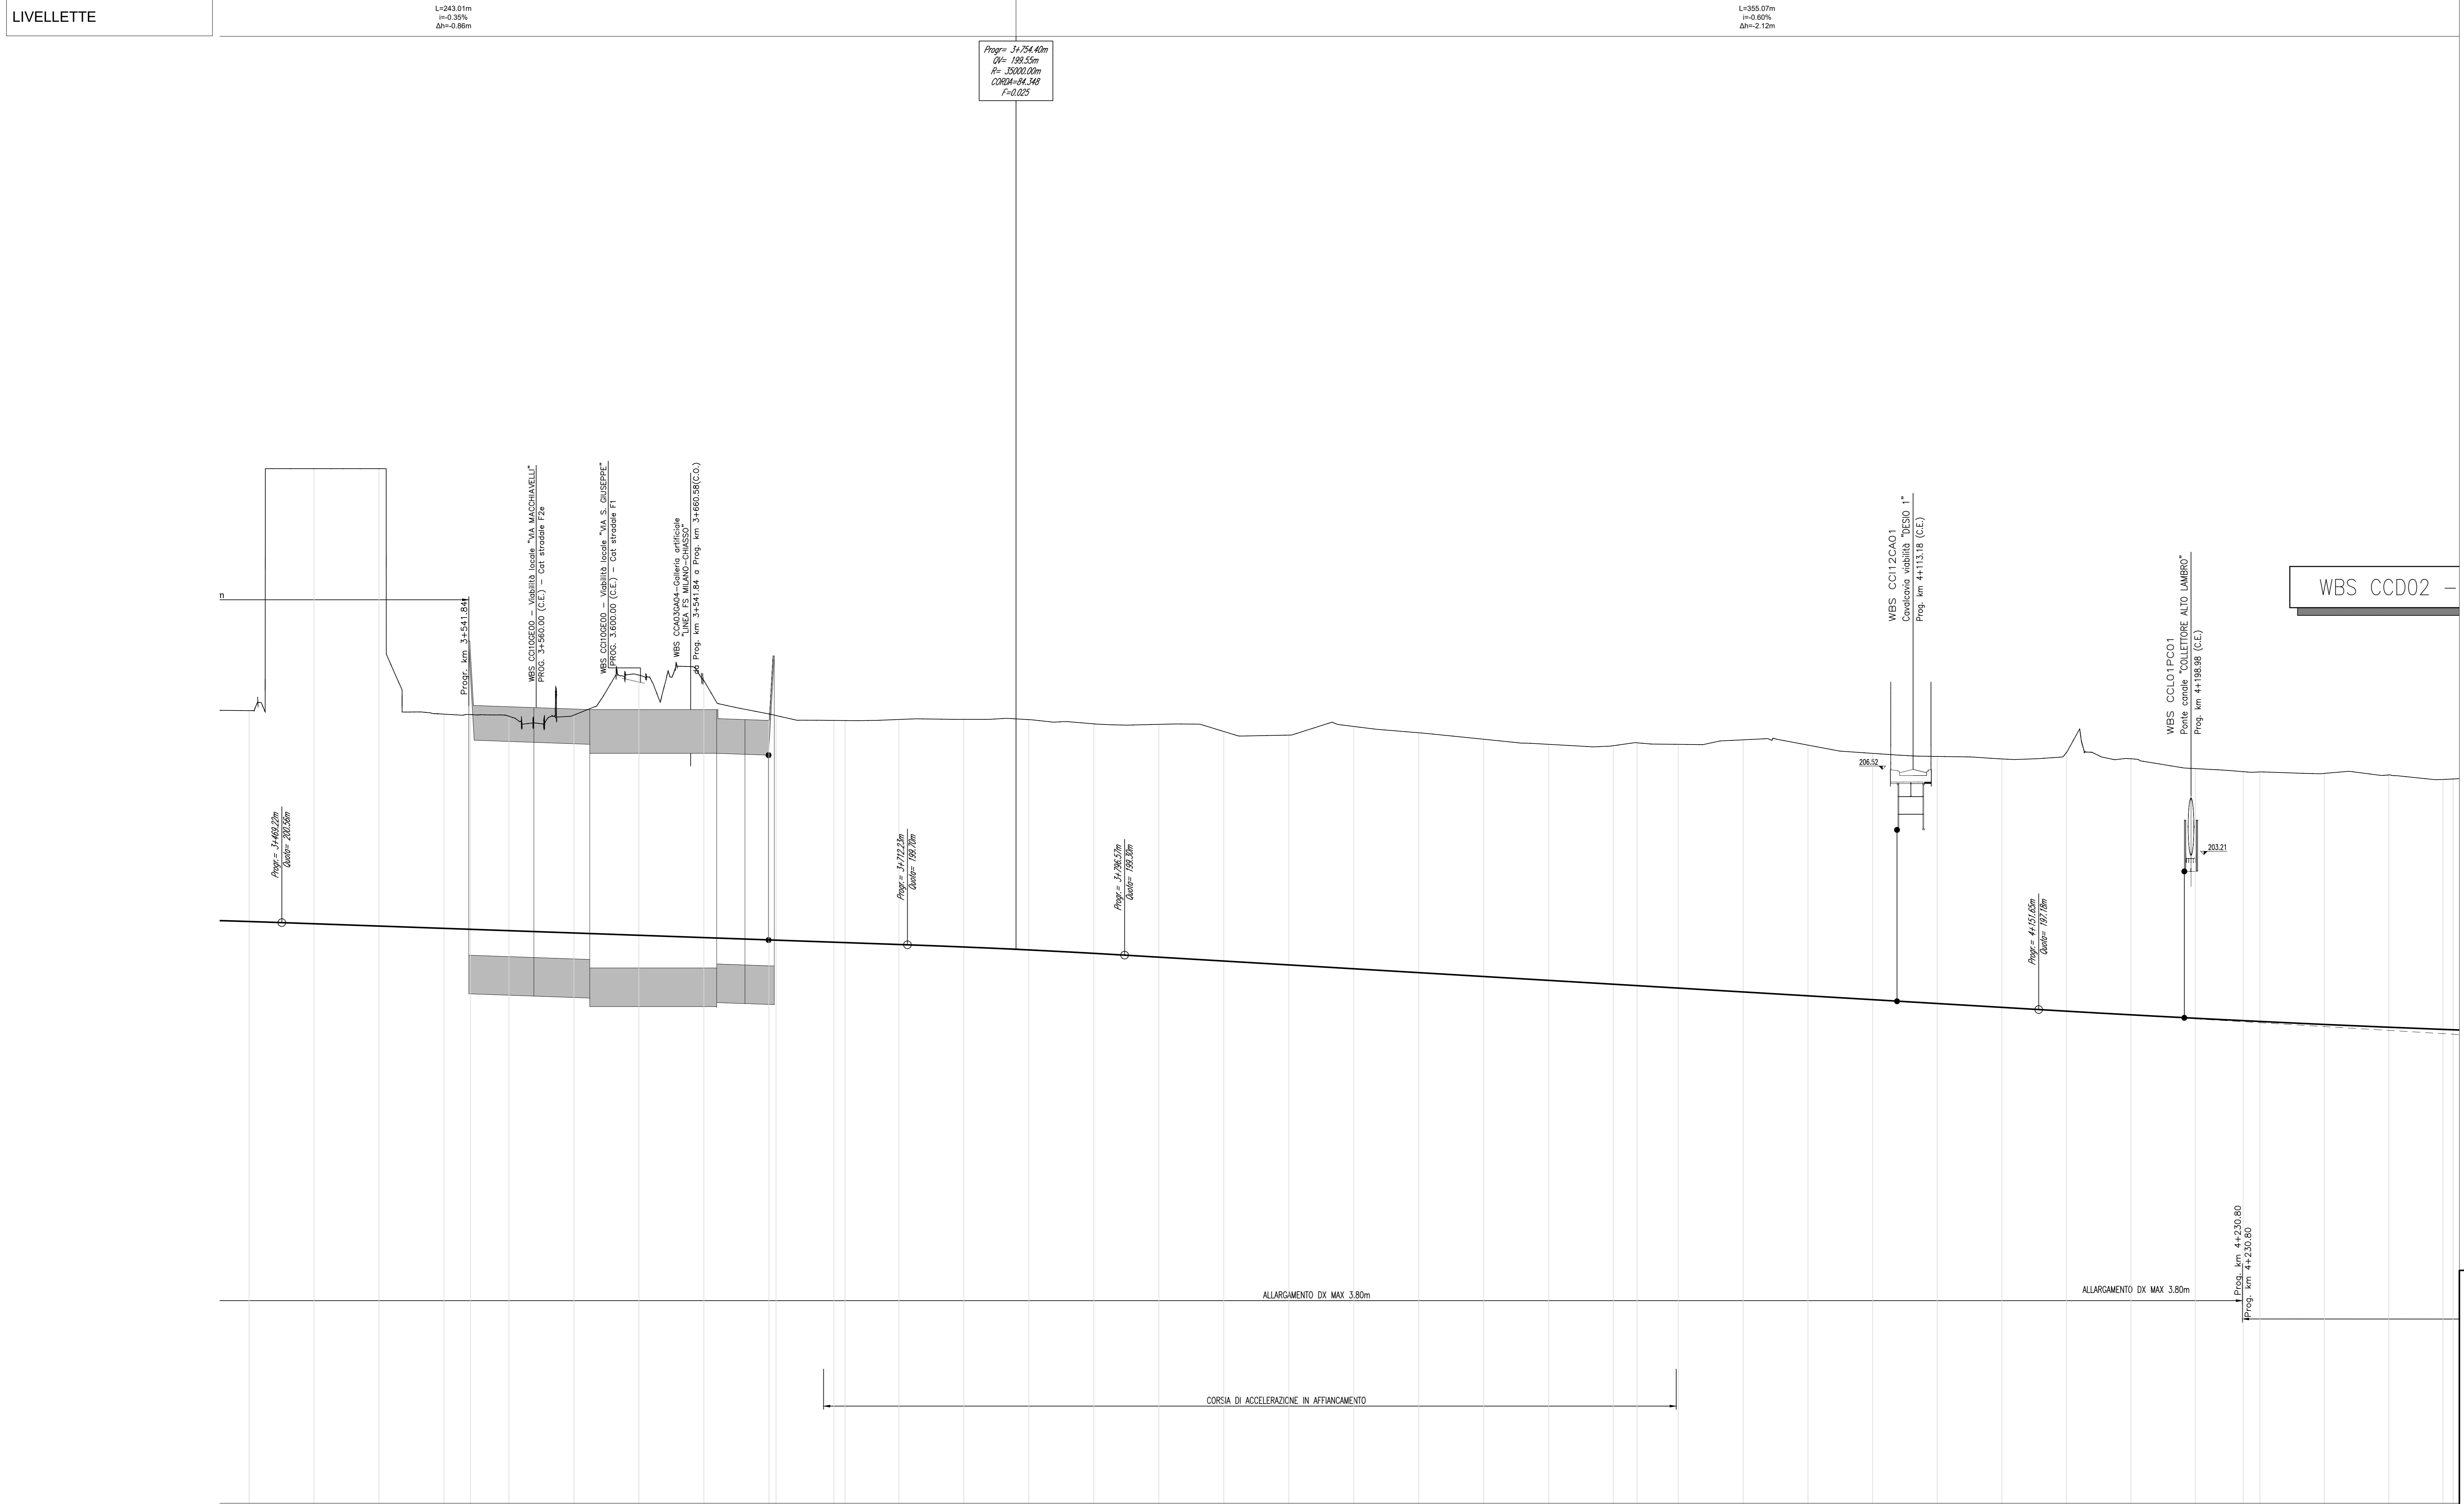 LIVELLETTE
L=243.01m
i=-0.35%
Δh=-0.86m
L=355.07m
i=-0.60%
Δh=-2.12m
Progr= 3+754.40m
QV= 199.55m
R= 35000.00m
CORDA=84.348
F=0.025
Progr. km 3+541.84
WBS CCI10GE00 - Viabilità locale "VIA MACCHIAVELLI"
PROG. 3+560.00 (C.E.) - Cat stradale F2e
WBS CCI10GE00 - Viabilità locale "VIA S. GIUSEPPE"
PROG. 3.600.00 (C.E.) - Cat stradale F1
WBS CCA03GA04-Galleria artificiale
"LINEA FS MILANO-CHIASSO"
da Prog. km 3+541.84 a Prog. km 3+660.58(C.O.)
WBS CCI12CA01
Cavalcavia viabilità "DESIO 1"
Prog. km 4+113.18 (C.E.)
WBS CCL01PC01
Ponte canale "COLLETTORE ALTO LAMBRO"
Prog. km 4+198.98 (C.E.)
WBS CCD02 -
206.52
203.21
Progr.= 3+469.22m
Quota= 200.56m
Progr.= 3+712.23m
Quota= 199.70m
Progr.= 3+796.57m
Quota= 199.30m
Progr.= 4+151.65m
Quota= 197.18m
Prog. km 4+230.80
Prog. km 4+230.80
ALLARGAMENTO DX MAX 3.80m
ALLARGAMENTO DX MAX 3.80m
CORSIA DI ACCELERAZIONE IN AFFIANCAMENTO